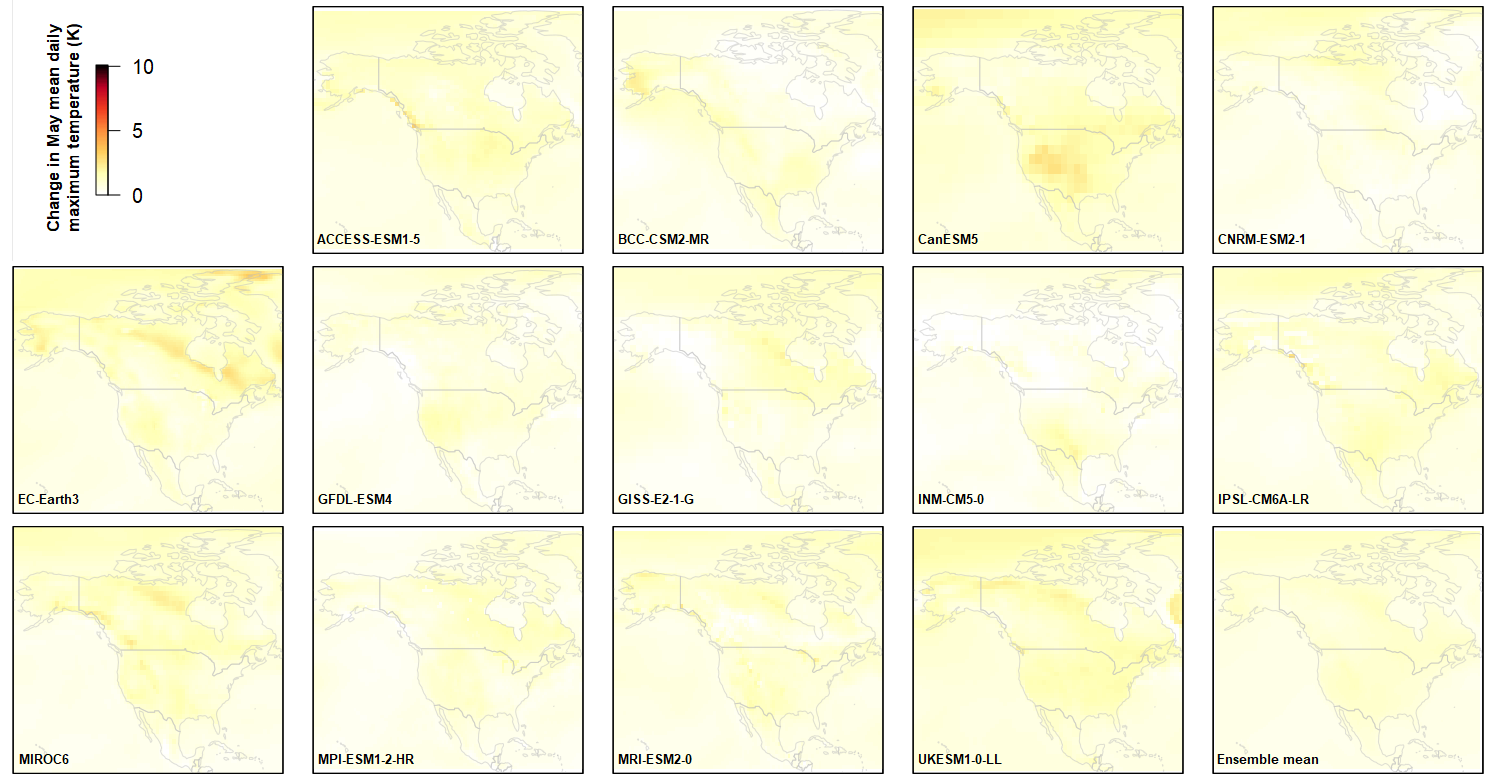 Change in May mean daily
maximum temperature (K)
10
5
0
ACCESS-ESM1-5
BCC-CSM2-MR
CanESM5
CNRM-ESM2-1
EC-Earth3
GFDL-ESM4
GISS-E2-1-G
INM-CM5-0
IPSL-CM6A-LR
MIROC6
MPI-ESM1-2-HR
MRI-ESM2-0
UKESM1-0-LL
Ensemble mean